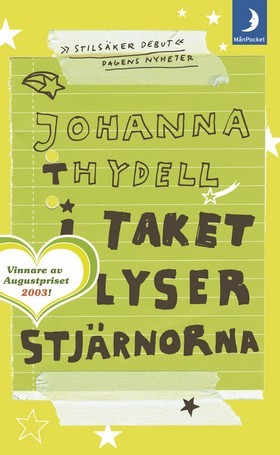 » STILSÄKER DEBUT «
DAGENS NYHETER
MånPocket
JOHANNA
THYDELL
i TAKET
LYSER
STJÄRNORNA
Vinnare av
Augustpriset
2003!